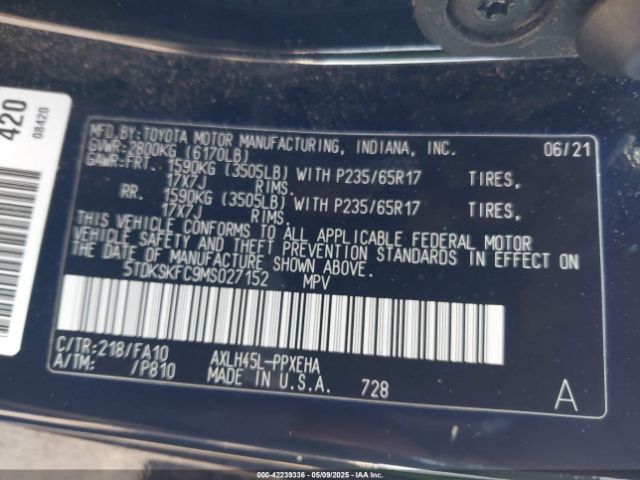 420
08420
MFD.BY:TOYOTA MOTOR MANUFACTURING, INDIANA, INC. 06/21
GVWR:2800KG (6170LB)
GAWR:FRT. 1590KG (3505LB) WITH P235/65R17 TIRES,
17X7J RIMS.
RR. 1590KG (3505LB) WITH P235/65R17 TIRES,
17X7J RIMS.
THIS VEHICLE CONFORMS TO ALL APPLICABLE FEDERAL MOTOR
VEHICLE SAFETY AND THEFT PREVENTION STANDARDS IN EFFECT ON
THE DATE OF MANUFACTURE SHOWN ABOVE.
5TDKSKFC9MS027152 MPV
C/TR:218/FA10 AXLH45L-PPXEHA
A/TM: /P810 MADE IN U.S.A. 728 A
000-42239336 | 05/09/2025 - IAAI.COM